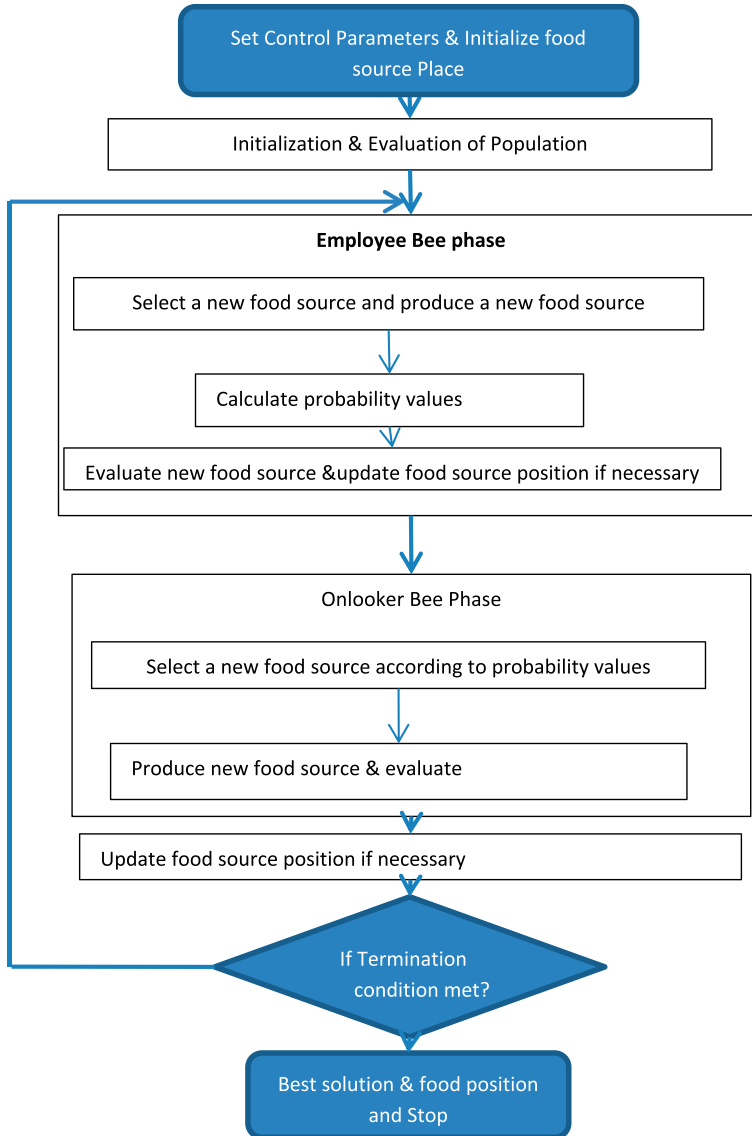 Set Control Parameters & Initialize food
source Place
Initialization & Evaluation of Population
Employee Bee phase
Select a new food source and produce a new food source
Calculate probability values
Evaluate new food source &update food source position if necessary
Onlooker Bee Phase
Select a new food source according to probability values
Produce new food source & evaluate
Update food source position if necessary
If Termination
condition met?
Best solution & food position
and Stop